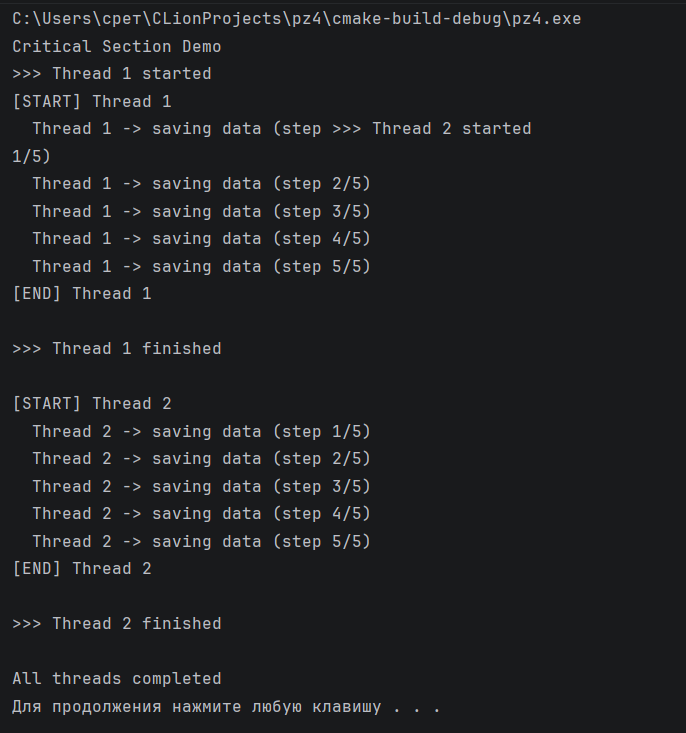 C:\Users\срет\CLionProjects\pz4\cmake-build-debug\pz4.exe
Critical Section Demo
>>> Thread 1 started
[START] Thread 1
  Thread 1 -> saving data (step >>> Thread 2 started
1/5)
  Thread 1 -> saving data (step 2/5)
  Thread 1 -> saving data (step 3/5)
  Thread 1 -> saving data (step 4/5)
  Thread 1 -> saving data (step 5/5)
[END] Thread 1

>>> Thread 1 finished

[START] Thread 2
  Thread 2 -> saving data (step 1/5)
  Thread 2 -> saving data (step 2/5)
  Thread 2 -> saving data (step 3/5)
  Thread 2 -> saving data (step 4/5)
  Thread 2 -> saving data (step 5/5)
[END] Thread 2

>>> Thread 2 finished

All threads completed
Для продолжения нажмите любую клавишу . . .